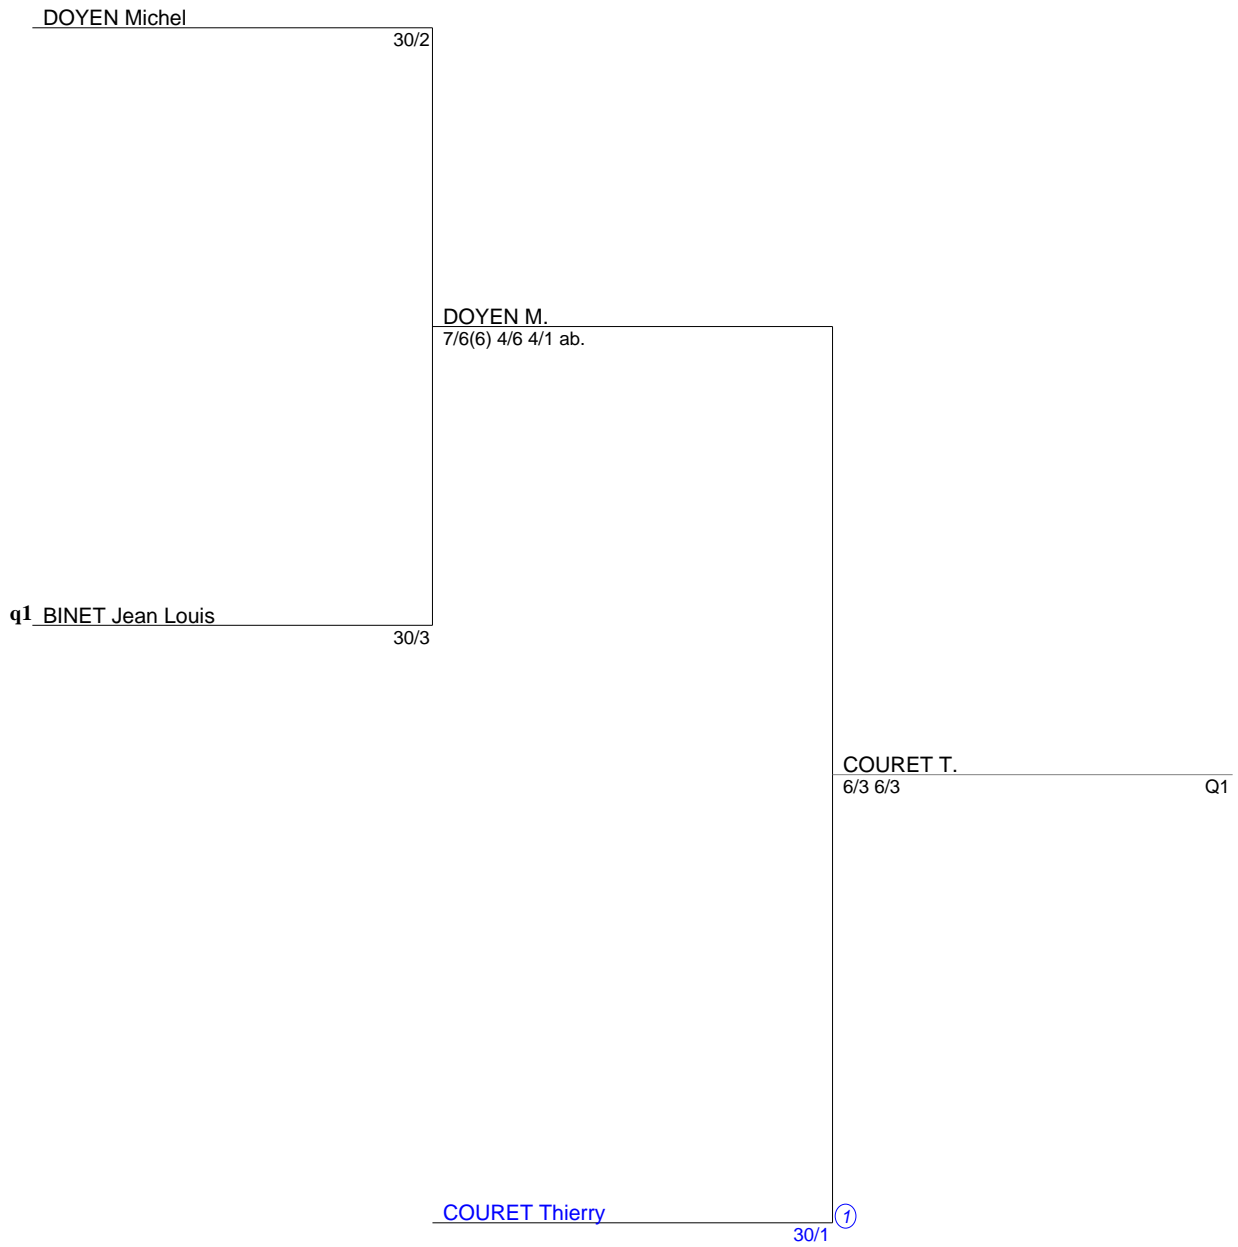 DOYEN Michel
30/2
DOYEN M.
7/6(6) 4/6 4/1 ab.
q1 BINET Jean Louis
30/3
COURET T.
6/3 6/3 Q1
COURET Thierry 1
30/1